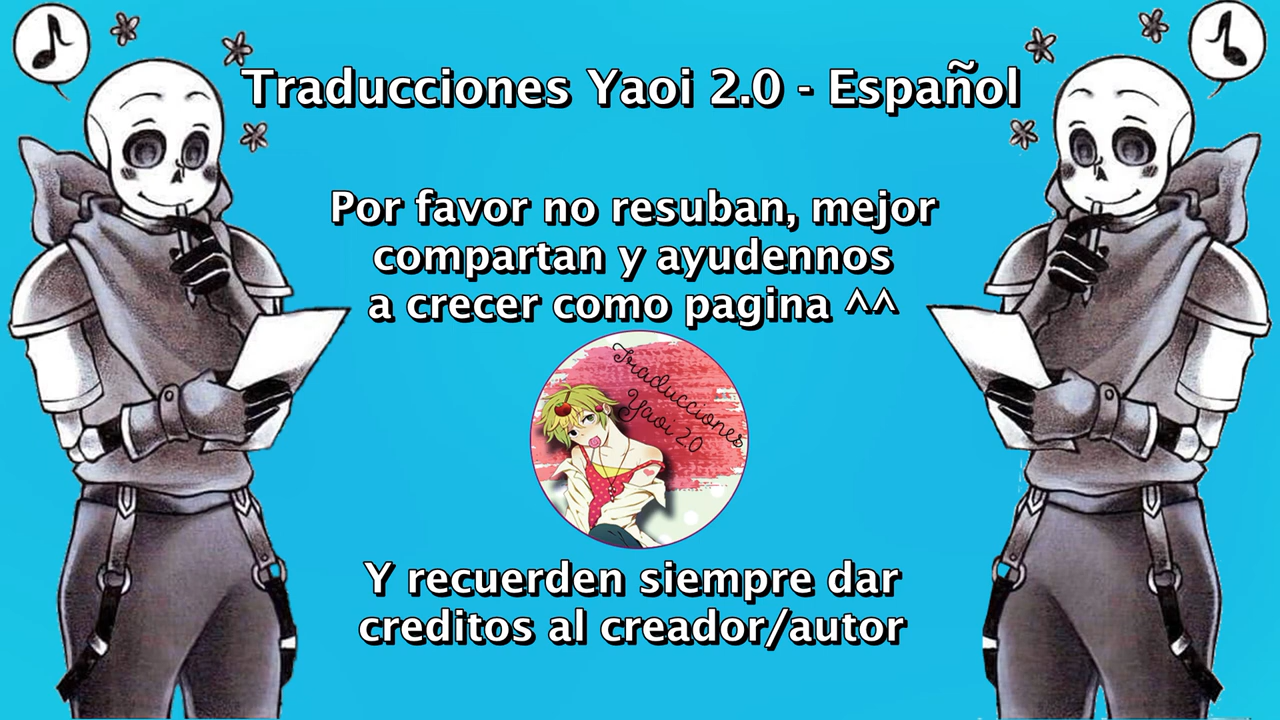 Traducciones Yaoi 2.0 - Español
Por favor no resuban, mejor
compartan y ayudennos
a crecer como pagina ^^
Traducciones
Yaoi 2.0
Y recuerden siempre dar
creditos al creador/autor